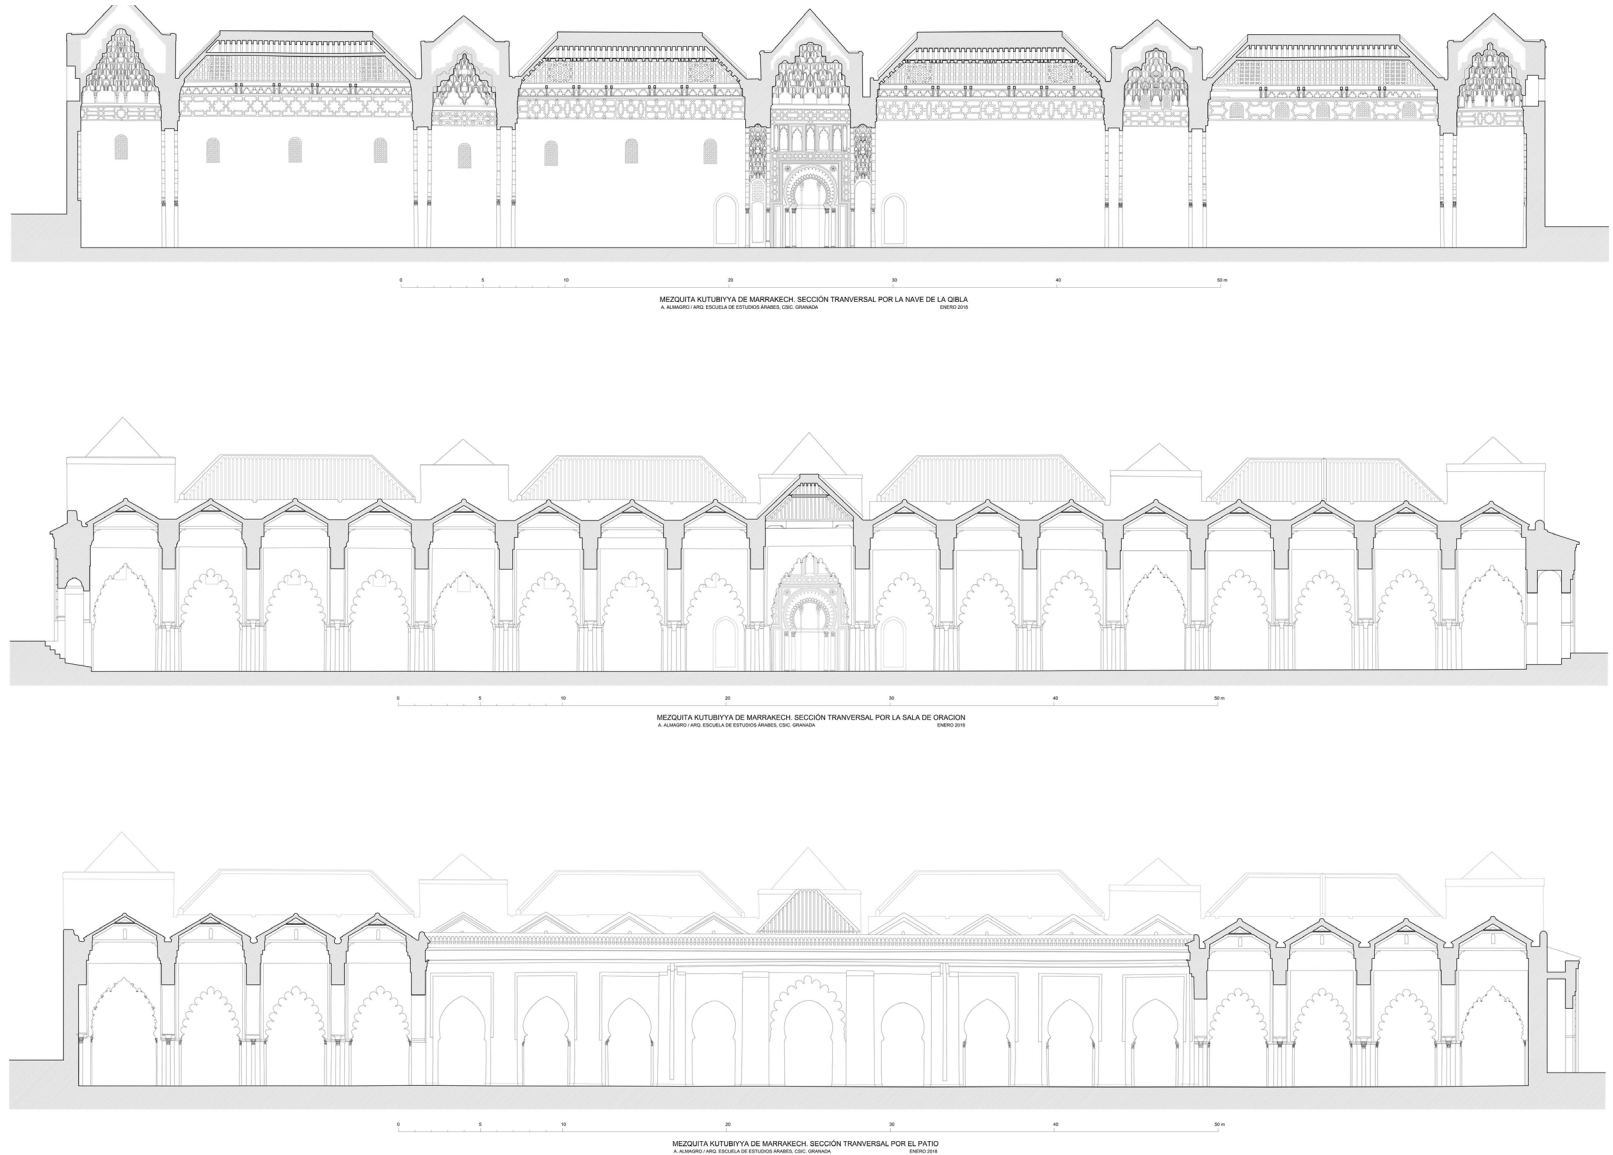 0 5 10 20 30 40 50 m
MEZQUITA KUTUBIYYA DE MARRAKECH. SECCIÓN TRANVERSAL POR LA NAVE DE LA QIBLA
A. ALMAGRO / ARQ. ESCUELA DE ESTUDIOS ÁRABES, CSIC. GRANADA ENERO 2018
0 5 10 20 30 40 50 m
MEZQUITA KUTUBIYYA DE MARRAKECH. SECCIÓN TRANVERSAL POR LA SALA DE ORACION
A. ALMAGRO / ARQ. ESCUELA DE ESTUDIOS ÁRABES, CSIC. GRANADA ENERO 2018
0 5 10 20 30 40 50 m
MEZQUITA KUTUBIYYA DE MARRAKECH. SECCIÓN TRANVERSAL POR EL PATIO
A. ALMAGRO / ARQ. ESCUELA DE ESTUDIOS ÁRABES, CSIC. GRANADA ENERO 2018